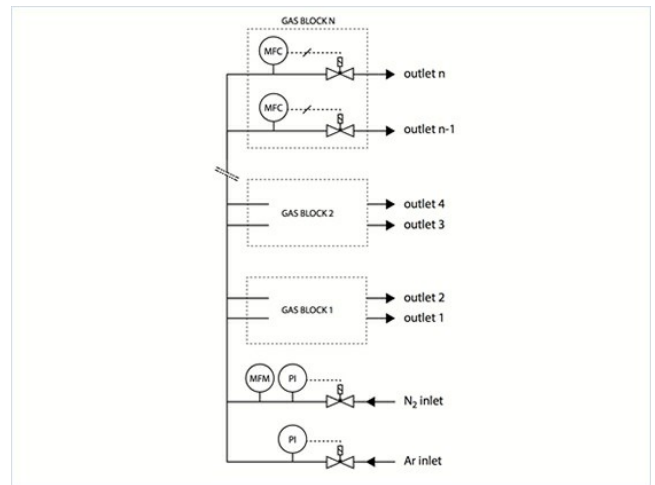 GAS BLOCK N
MFC
outlet n
MFC
outlet n-1
GAS BLOCK 2
outlet 4
outlet 3
GAS BLOCK 1
outlet 2
outlet 1
MFM PI
N₂ inlet
PI
Ar inlet